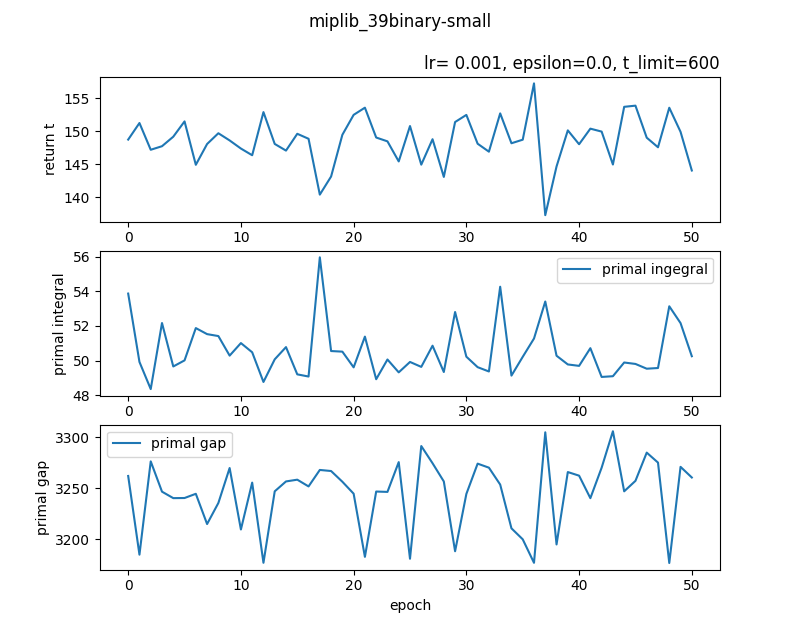 miplib_39binary-small
lr= 0.001, epsilon=0.0, t_limit=600
return t
155
150
145
140
0 10 20 30 40 50
primal integral
56
54
52
50
48
primal ingegral
0 10 20 30 40 50
primal gap
3300
3250
3200
primal gap
0 10 20 30 40 50
epoch